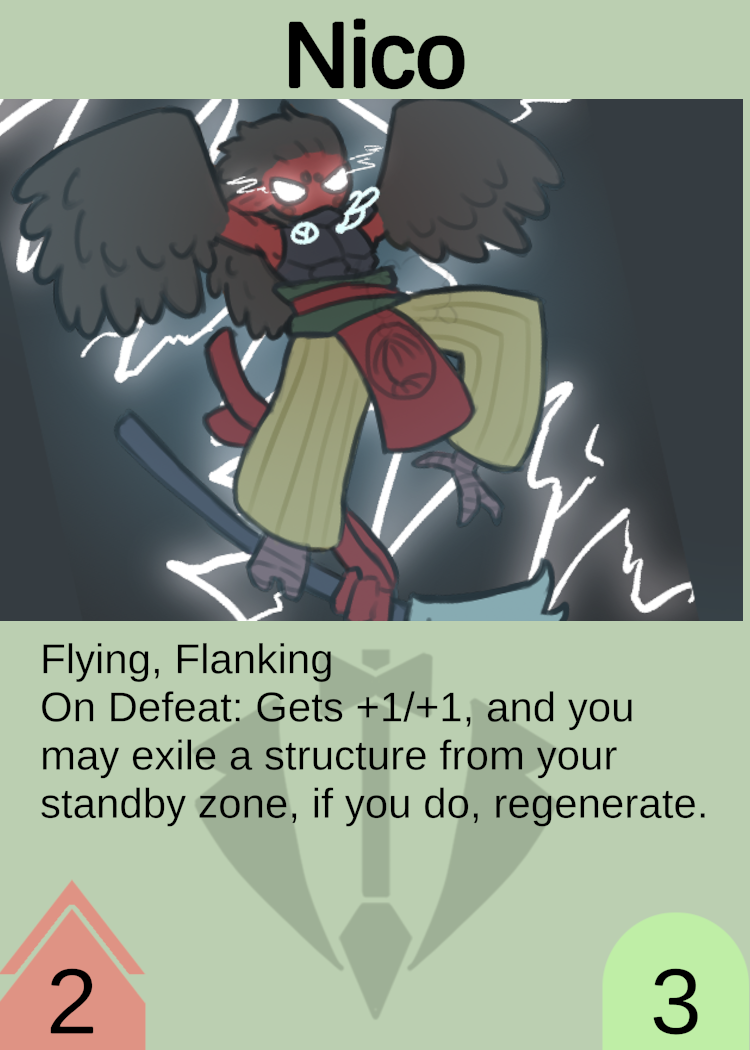 Nico
B
Flying, Flanking
On Defeat: Gets +1/+1, and you
may exile a structure from your
standby zone, if you do, regenerate.
2
3